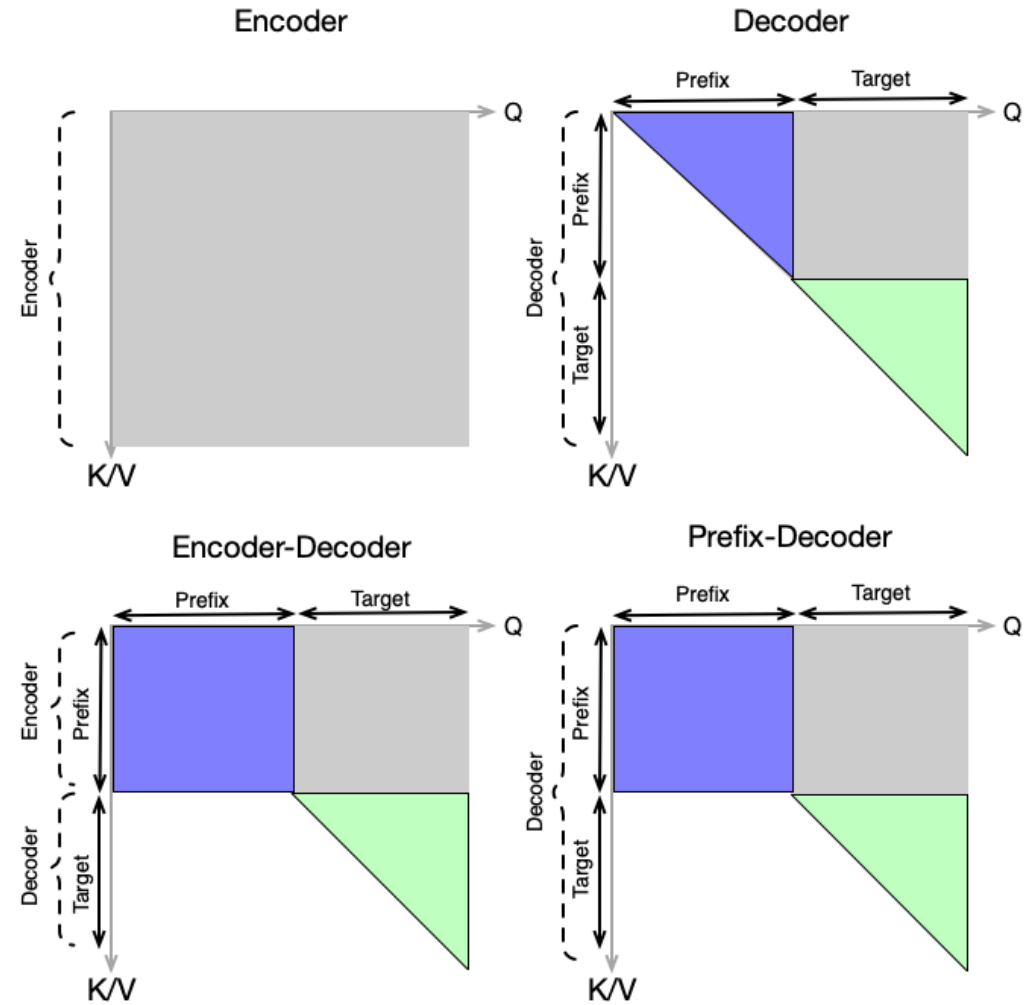 Encoder
Q
Encoder
K/V
Decoder
Prefix
Target
Q
Decoder
Prefix
Target
K/V
Encoder-Decoder
Prefix
Target
Q
Encoder
Prefix
Decoder
Target
K/V
Prefix-Decoder
Prefix
Target
Q
Decoder
Prefix
Target
K/V